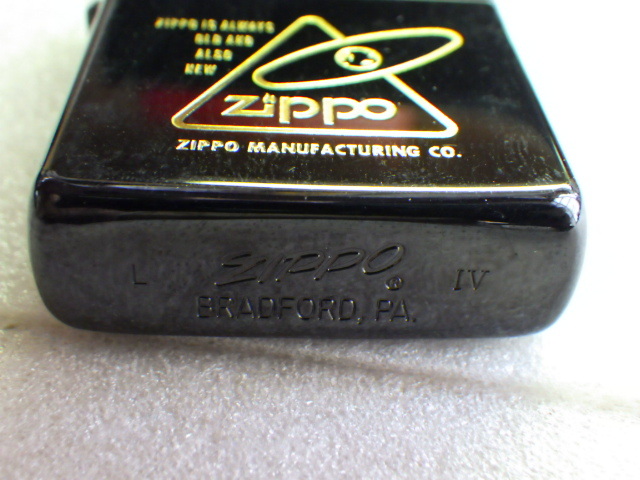 ZIPPO IS ALWAYS
OLD AND
ALSO
NEW
Zippo
ZIPPO MANUFACTURING CO.
L Zippo ® IV
BRADFORD, PA.